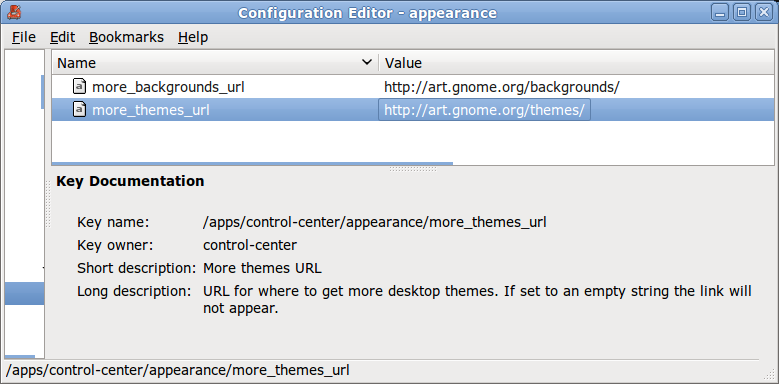 Configuration Editor - appearance
File Edit Bookmarks Help
Name Value
more_backgrounds_url http://art.gnome.org/backgrounds/
more_themes_url http://art.gnome.org/themes/
Key Documentation
Key name: /apps/control-center/appearance/more_themes_url
Key owner: control-center
Short description: More themes URL
Long description: URL for where to get more desktop themes. If set to an empty string the link will
not appear.
/apps/control-center/appearance/more_themes_url